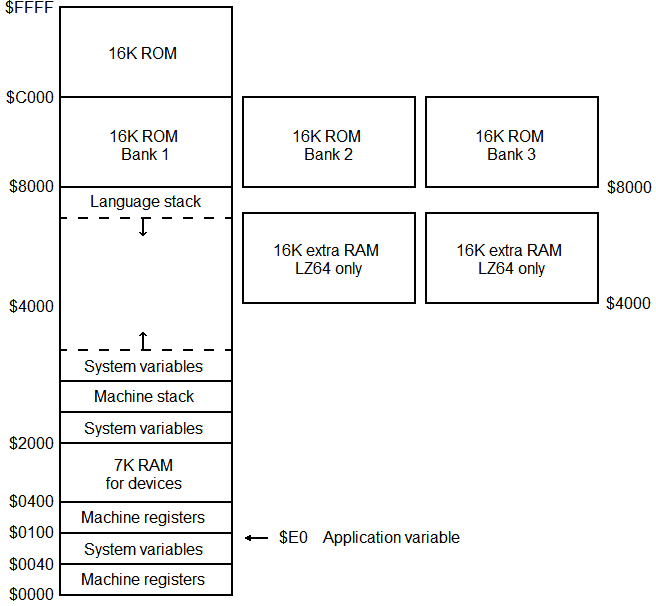 $FFFF
16K ROM
$C000
16K ROM
Bank 1
16K ROM
Bank 2
16K ROM
Bank 3
$8000
$8000
Language stack
16K extra RAM
LZ64 only
16K extra RAM
LZ64 only
$4000
$4000
System variables
Machine stack
System variables
$2000
7K RAM
for devices
$0400
Machine registers
$0100
$E0 Application variable
System variables
$0040
Machine registers
$0000